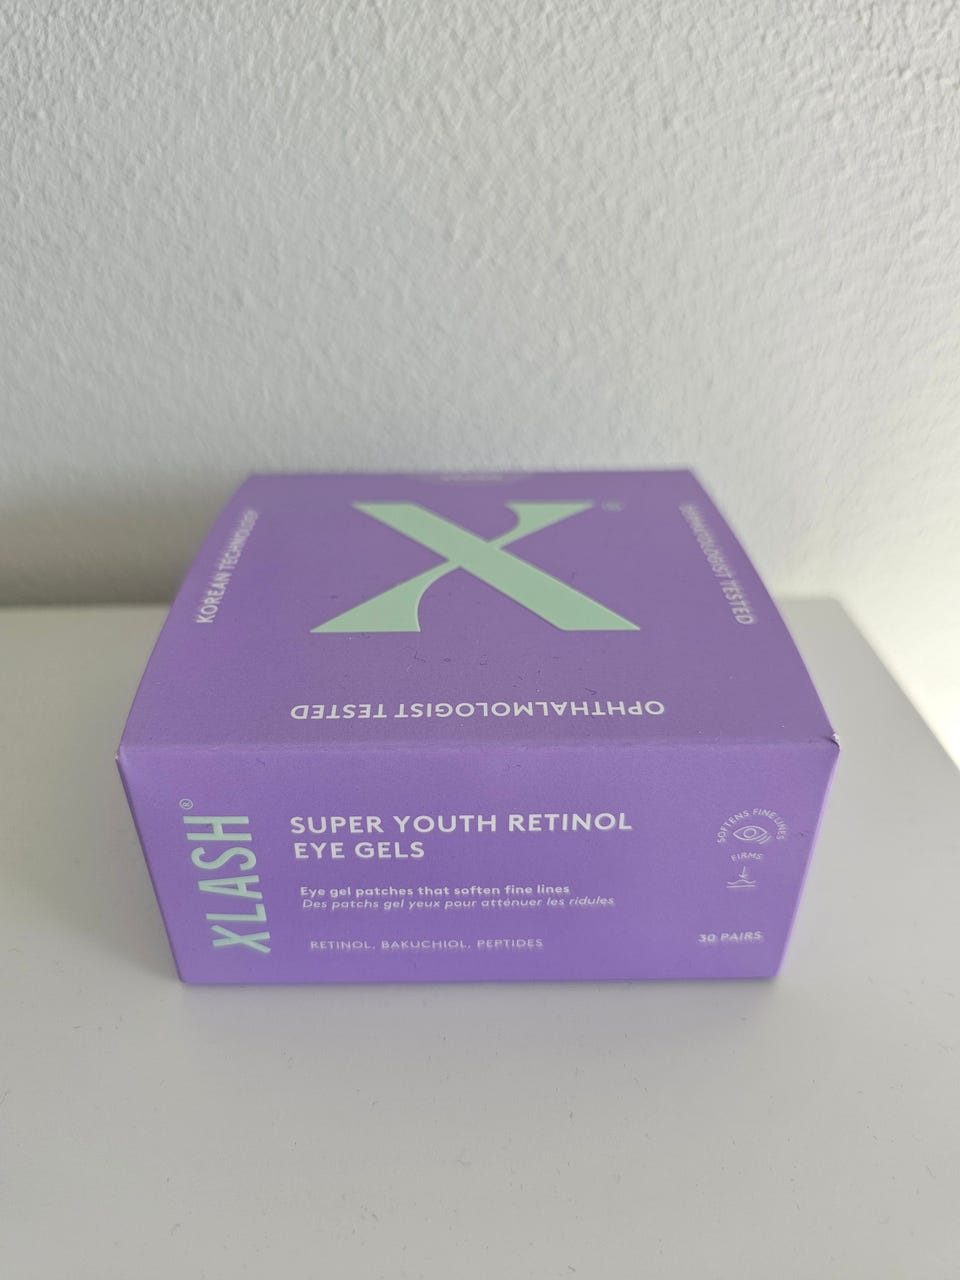 KOREAN TECHNOLOGY
X
®
DERMATOLOGIST TESTED
OPHTHALMOLOGIST TESTED
XLASH®
SUPER YOUTH RETINOL
EYE GELS
Eye gel patches that soften fine lines
Des patchs gel yeux pour atténuer les ridules
RETINOL, BAKUCHIOL, PEPTIDES
SOFTENS FINE LINES
FIRMS
30 PAIRS